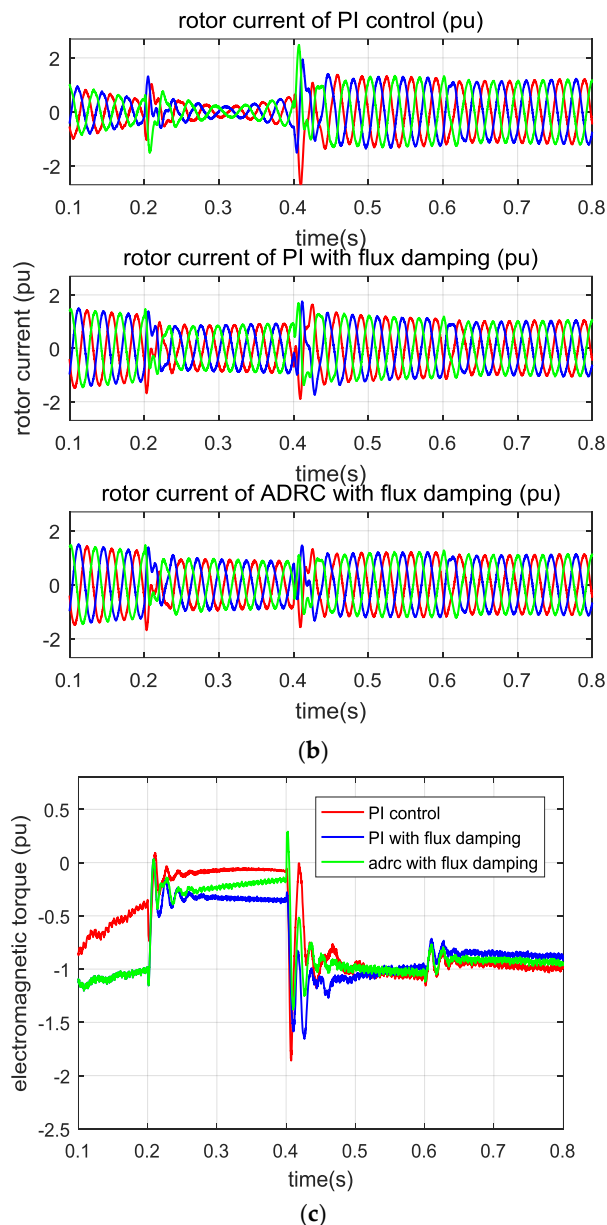 rotor current of PI control (pu)
2
0
-2
0.1 0.2 0.3 0.4 0.5 0.6 0.7 0.8
time(s)
rotor current of PI with flux damping (pu)
rotor current (pu)
2
0
-2
0.1 0.2 0.3 0.4 0.5 0.6 0.7 0.8
time(s)
rotor current of ADRC with flux damping (pu)
2
0
-2
0.1 0.2 0.3 0.4 0.5 0.6 0.7 0.8
time(s)
(b)
electromagnetic torque (pu)
0.5
0
-0.5
-1
-1.5
-2
-2.5
PI control
PI with flux damping
adrc with flux damping
0.1 0.2 0.3 0.4 0.5 0.6 0.7 0.8
time(s)
(c)